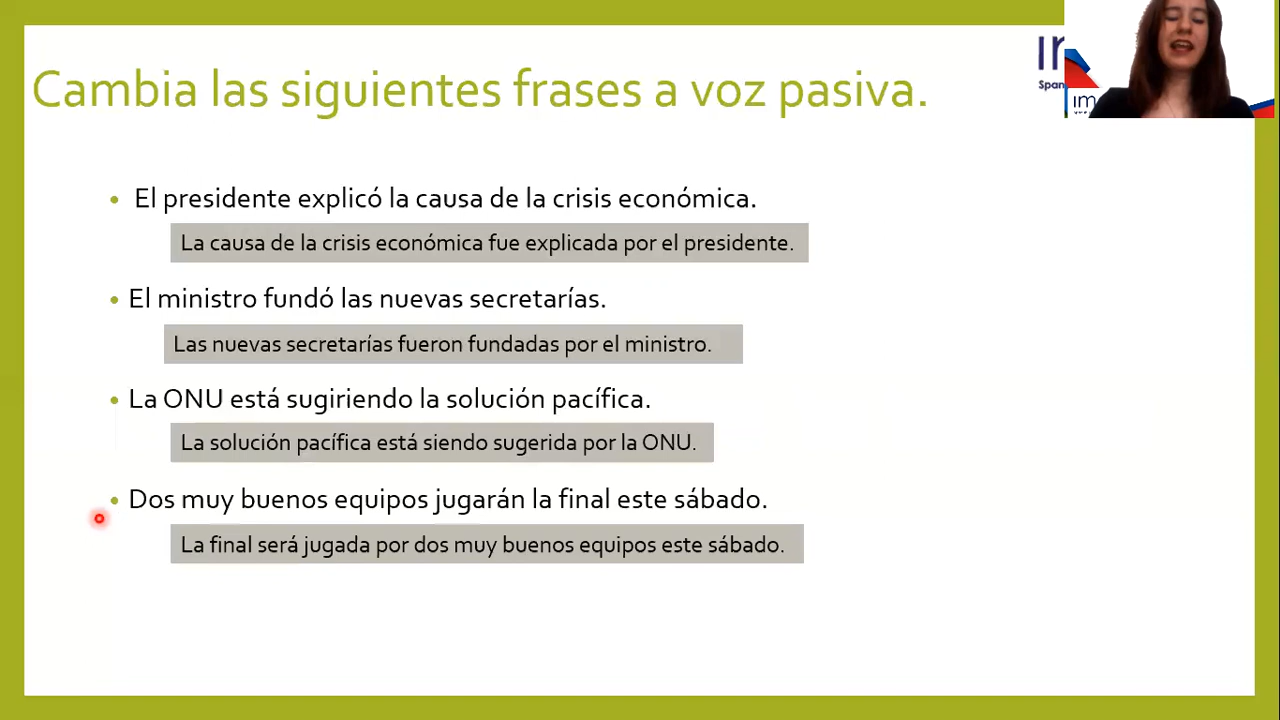 Cambia las siguientes frases a voz pasiva.
Span
im
El presidente explicó la causa de la crisis económica.
La causa de la crisis económica fue explicada por el presidente.
El ministro fundó las nuevas secretarías.
Las nuevas secretarías fueron fundadas por el ministro.
La ONU está sugiriendo la solución pacífica.
La solución pacífica está siendo sugerida por la ONU.
Dos muy buenos equipos jugarán la final este sábado.
La final será jugada por dos muy buenos equipos este sábado.